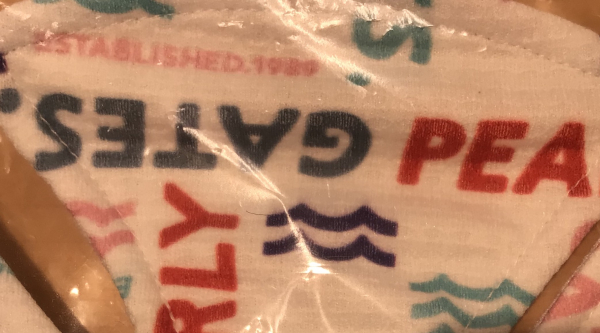 ESTABLISHED.1989
GATES.
PEA
RLY
S